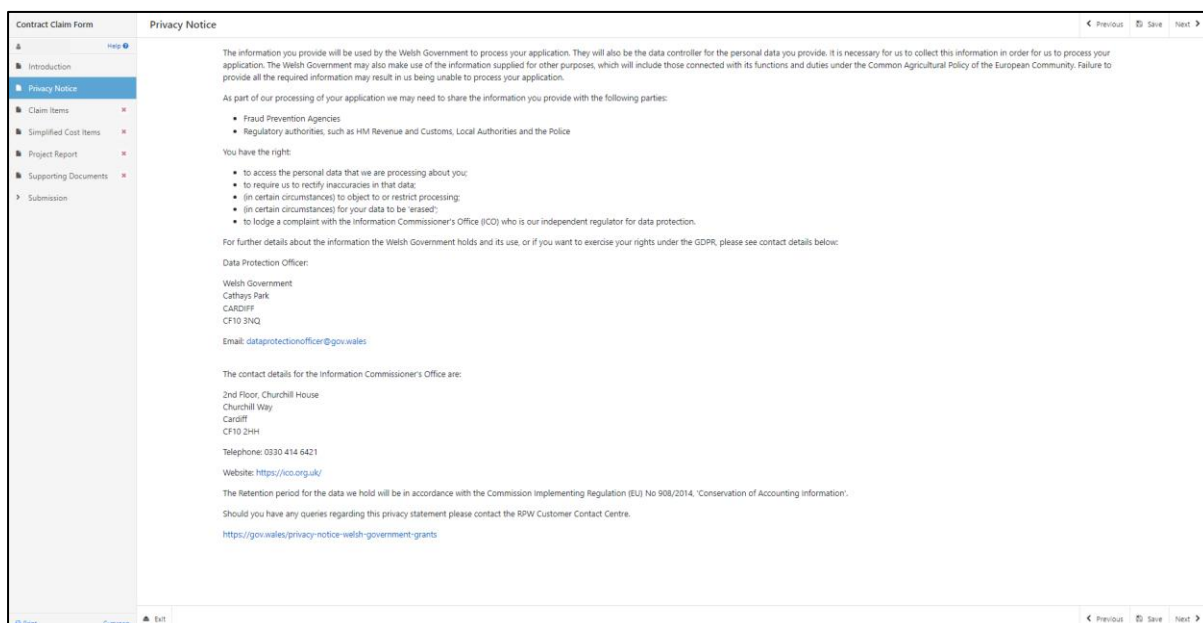 Contract Claim Form
Help
Introduction
Privacy Notice
Claim Items
Simplified Cost Items
Project Report
Supporting Documents
Submission
Privacy Notice
Previous Save Next
The information you provide will be used by the Welsh Government to process your application. They will also be the data controller for the personal data you provide. It is necessary for us to collect this information in order for us to process your
application. The Welsh Government may also make use of the information supplied for other purposes, which will include those connected with its functions and duties under the Common Agricultural Policy of the European Community. Failure to
provide all the required information may result in us being unable to process your application.
As part of our processing of your application we may need to share the information you provide with the following parties:
• Fraud Prevention Agencies
• Regulatory authorities, such as HM Revenue and Customs, Local Authorities and the Police
You have the right:
• to access the personal data that we are processing about you;
• to require us to rectify inaccuracies in that data;
• (in certain circumstances) to object to or restrict processing;
• (in certain circumstances) for your data to be 'erased';
• to lodge a complaint with the Information Commissioner's Office (ICO) who is our independent regulator for data protection.
For further details about the information the Welsh Government holds and its use, or if you want to exercise your rights under the GDPR, please see contact details below:
Data Protection Officer:
Welsh Government
Cathays Park
CARDIFF
CF10 3NQ
Email: dataprotectionofficer@gov.wales
The contact details for the Information Commissioner's Office are:
2nd Floor, Churchill House
Churchill Way
Cardiff
CF10 2HH
Telephone: 0330 414 6421
Website: https://ico.org.uk/
The Retention period for the data we hold will be in accordance with the Commission Implementing Regulation (EU) No 908/2014, 'Conservation of Accounting Information'.
Should you have any queries regarding this privacy statement please contact the RPW Customer Contact Centre.
https://gov.wales/privacy-notice-welsh-government-grants
Exit
Previous Save Next